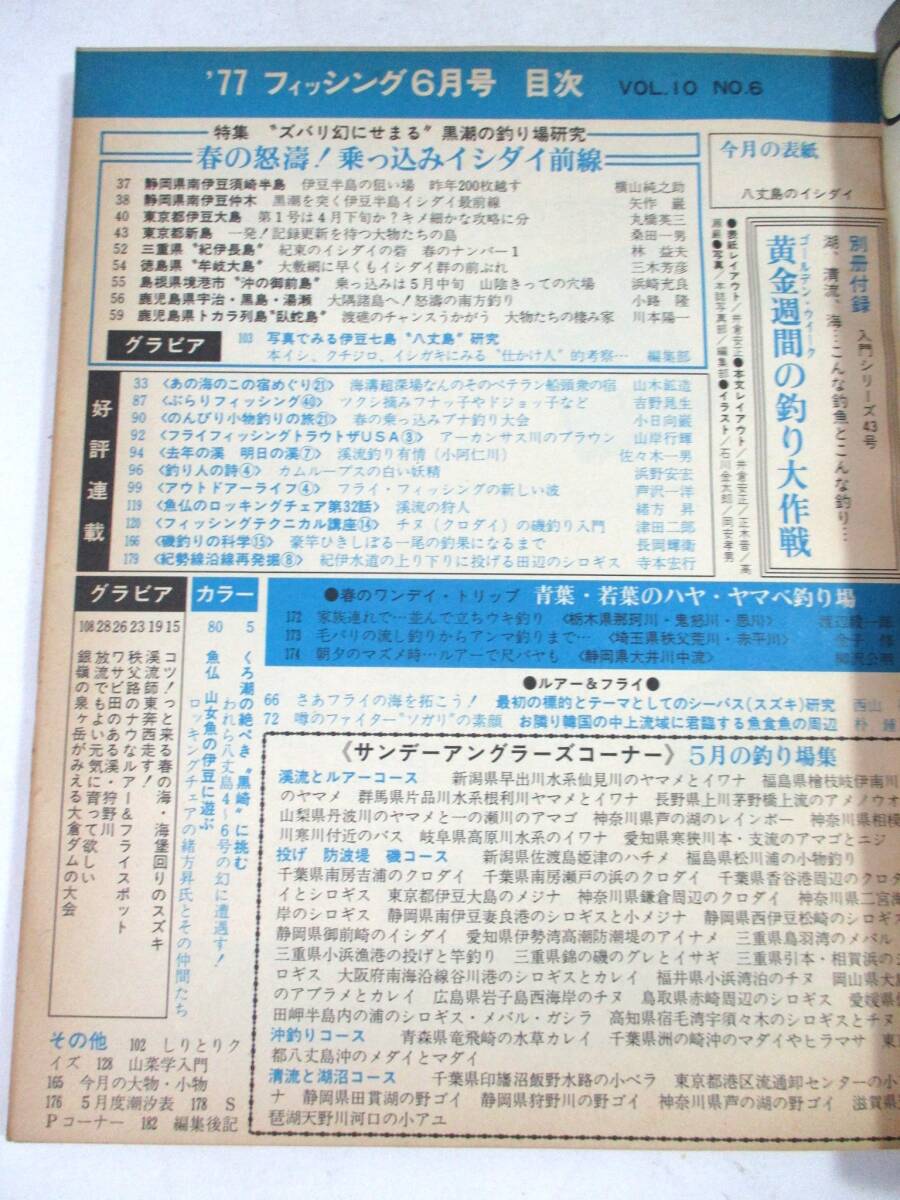 '77 フィッシング6月号 目次 VOL.10 NO.6
特集 〝ズバリ幻にせまる〟黒潮の釣り場研究
春の怒濤!乗っ込みイシダイ前線
37 静岡県南伊豆須崎半島 伊豆半島の狙い場 昨年200枚越す 横山純之助
38 静岡県南伊豆仲木 黒潮を突く伊豆半島イシダイ最前線 矢作 巌
40 東京都伊豆大島 第1号は4月下旬か?キメ細かな攻略に分 丸橋英三
43 東京都新島 一発!記録更新を待つ大物たちの島 桑田一男
52 三重県〝紀伊長島〟 紀東のイシダイの砦 春のナンバー1 林 益夫
54 徳島県〝牟岐大島〟 大敷網に早くもイシダイ群の前ぶれ 三木芳彦
55 島根県境港市〝沖の御前島〟 乗っ込みは5月中旬 山陰きっての穴場 浜崎充良
56 鹿児島県宇治・黒島・湯瀬 大隅諸島へ!怒濤の南方釣り 小路 隆
59 鹿児島県トカラ列島〝臥蛇島〟 渡礁のチャンスうかがう 大物たちの棲み家 川本陽一
グラビア
103 写真でみる伊豆七島〝八丈島〟研究
本イシ、クチジロ、イシガキにみる〝仕かけ人〟的考察… 編集部
今月の表紙
八丈島のイシダイ
別冊付録 入門シリーズ43号
湖、清流、海…こんな釣魚とこんな釣り…
ゴールデン・ウイーク
黄金週間の釣り大作戦
●表紙レイアウト/井倉安正●本文レイアウト/井倉安正/正木音/高
●写真/本誌写真部/編集部●イラスト/石川金太郎/岡安孝男
好評連載
33 〈あの海のこの宿めぐり㉑〉 海溝超深場なんのそのベテラン船頭衆の宿 山本鉱造
87 〈ぶらりフィッシング㊵〉 ツクシ摘みフナッ子やドジョッ子など 吉野晃生
90 〈のんびり小物釣りの旅㉑〉 春の乗っ込みブナ釣り大会 小日向巌
92 〈フライフィッシングトラウトザUSA③〉 アーカンサス川のブラウン 山岸行輝
94 〈去年の渓 明日の渓⑦〉 渓流釣り有情(小阿仁川) 佐々木一男
96 〈釣り人の詩④〉 カムループスの白い妖精 浜野安宏
99 〈アウトドアーライフ④〉 フライ・フィッシングの新しい波 芦沢一洋
119 〈魚仏のロッキングチェア第32話〉 渓流の狩人 緒方 昇
120 〈フィッシングテクニカル講座⑭〉 チヌ(クロダイ)の磯釣り入門 津田二郎
166 〈磯釣りの科学⑮〉 豪竿ひきしぼる一尾の釣果になるまで 長岡輝衛
179 〈紀勢線沿線再発掘⑧〉 紀伊水道の上り下りに投げる田辺のシロギス 寺本宏行
●春のワンデイ・トリップ 青葉・若葉のハヤ・ヤマベ釣り場
172 家族連れで…並んで立ちウキ釣り 〈栃木県那珂川・鬼怒川・思川〉
173 毛バリの流し釣りからアンマ釣りまで… 〈埼玉県秩父荒川・赤平川〉 金子 修
174 朝夕のマズメ時…ルアーで尺バヤも 〈静岡県大井川中流〉
●ルアー&フライ●
66 さあフライの海を拓こう! 最初の標的とテーマとしてのシーバス(スズキ)研究 西山
72 噂のファイター〝ソガリ〟の素顔 お隣り韓国の中上流域に君臨する魚食魚の周辺 朴 鍾
カラー
5 くろ潮の絶ぺき〝黒崎〟に挑む
われら八丈島4〜6号の幻に遭遇す!
80 魚仏 山女魚の伊豆に遊ぶ
ロッキングチェアの緒方昇氏とその仲間たち
グラビア
15 コツ!っと来る春の海・海堡回りのスズキ
19 渓流師東奔西走!
23 秩父路のナウなルアー&フライスポット
26 ワサビ田のある渓・狩野川
28 放流でもよい元気に育って欲しい
108 銀嶺の泉ヶ岳がみえる大倉ダムの大会
その他 102 しりとりク
イズ 128 山菜学入門
165 今月の大物・小物
176 5月度潮汐表 178 S
Pコーナー 182 編集後記
《サンデーアングラーズコーナー》5月の釣り場集
渓流とルアーコース 新潟県早出川水系仙見川のヤマメとイワナ 福島県檜枝岐伊南川
のヤマメ 群馬県片品川水系根利川ヤマメとイワナ 長野県上川茅野橋上流のアメノウオ
山梨県丹波川のヤマメと一の瀬川のアマゴ 神奈川県芦の湖のレインボー 神奈川県相模
川寒川付近のバス 岐阜県高原川水系のイワナ 愛知県寒狭川本・支流のアマゴとニジ
投げ 防波堤 磯コース 新潟県佐渡島姫津のハチメ 福島県松川浦の小物釣り
千葉県南房吉浦のクロダイ 千葉県南房瀬戸の浜のクロダイ 千葉県香谷港周辺のクロダ
イとシロギス 東京都伊豆大島のメジナ 神奈川県鎌倉周辺のクロダイ 神奈川県二宮海
岸のシロギス 静岡県南伊豆妻良港のシロギスと小メジナ 静岡県西伊豆松崎のシロギス
静岡県御前崎のイシダイ 愛知県伊勢湾高潮防潮堤のアイナメ 三重県鳥羽湾のメバル
三重県小浜漁港の投げと竿釣り 三重県錦の磯のグレとイサギ 三重県引本・相賀浜のシ
ロギス 大阪府南海沿線谷川港のシロギスとカレイ 福井県小浜湾泊のチヌ 岡山県大島
のアブラメとカレイ 広島県岩子島西海岸のチヌ 鳥取県赤崎周辺のシロギス 愛媛県
田岬半島内の浦のシロギス・メバル・ガシラ 高知県宿毛湾宇須々木のシロギスとチヌ
沖釣りコース 青森県竜飛崎の水草カレイ 千葉県洲の崎沖のマダイやヒラマサ 東京
都八丈島沖のメダイとマダイ
清流と湖沼コース 千葉県印旛沼飯野水路の小ベラ 東京都港区流通卸センターの小
ナ 静岡県田貫湖の野ゴイ 静岡県狩野川の野ゴイ 神奈川県芦の湖の野ゴイ 滋賀県
琵琶湖天野川河口の小アユ